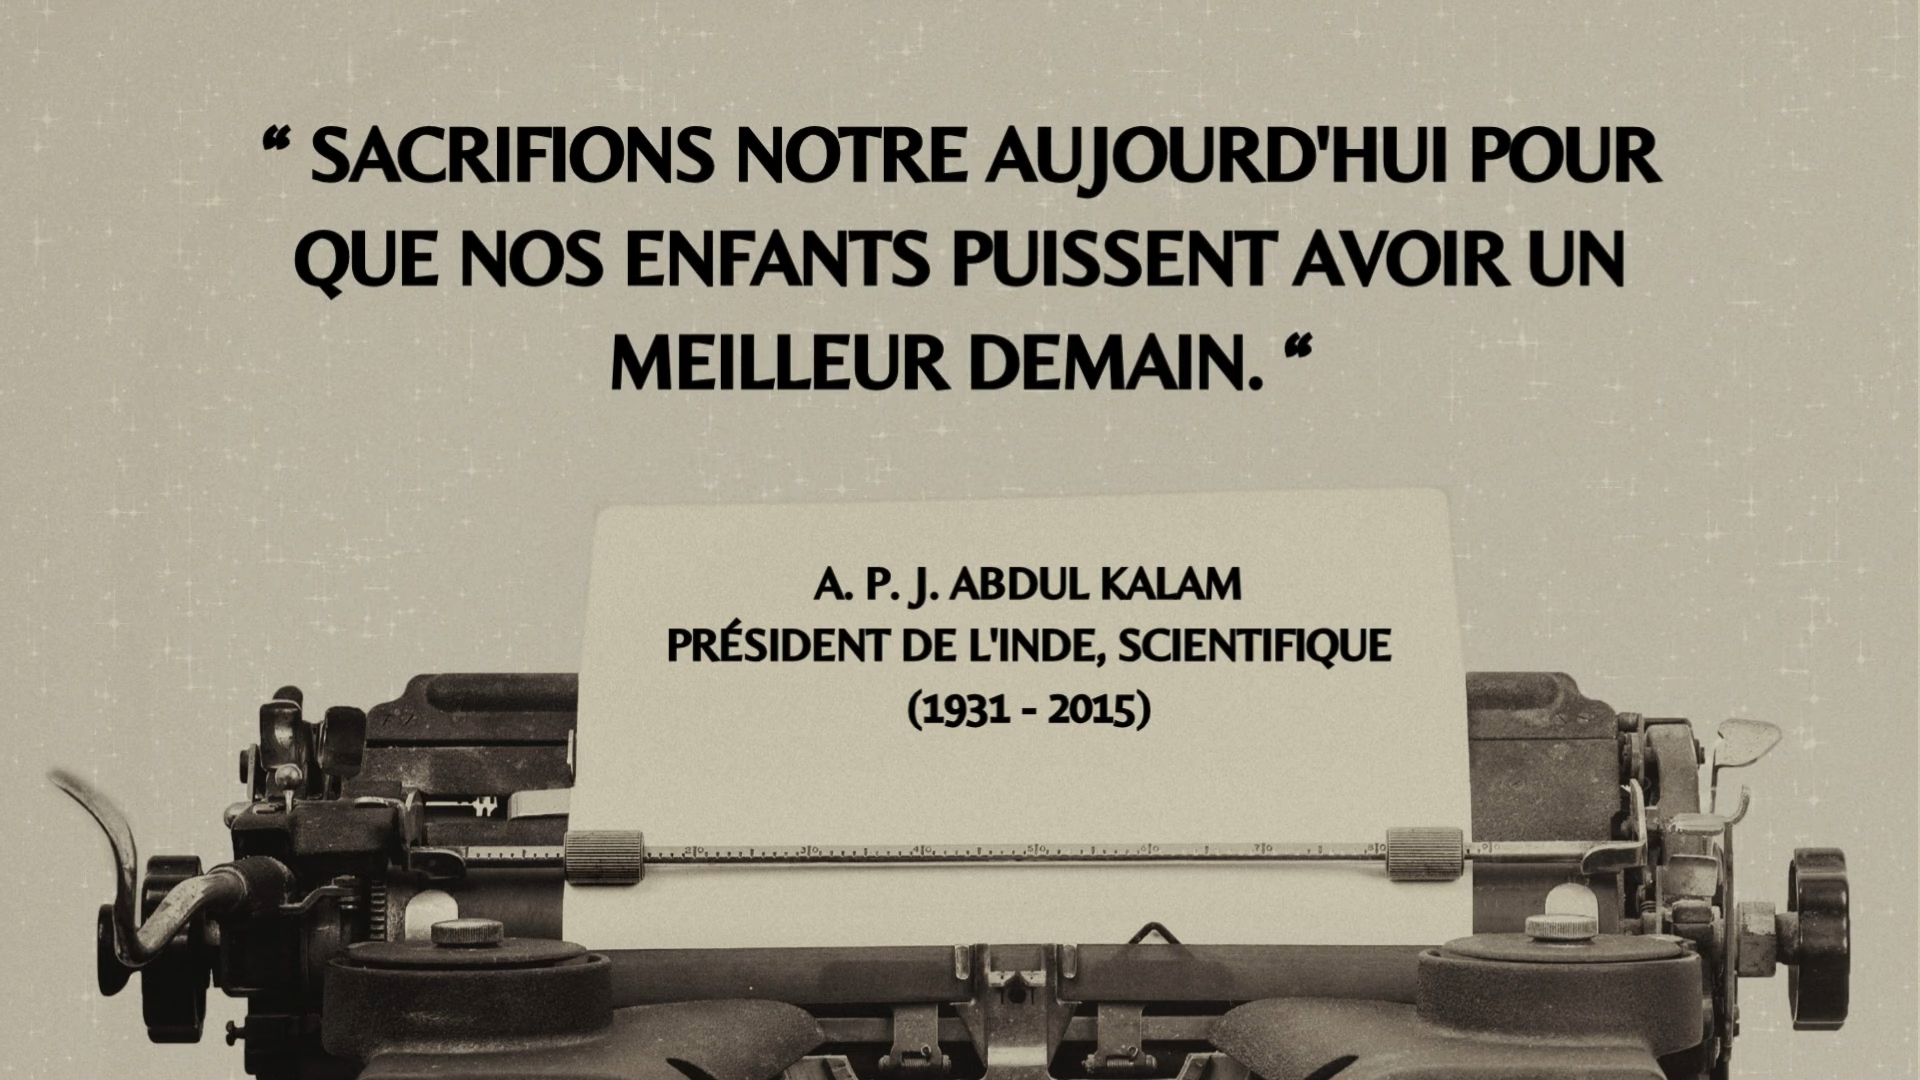 “ SACRIFIONS NOTRE AUJOURD'HUI POUR
QUE NOS ENFANTS PUISSENT AVOIR UN
MEILLEUR DEMAIN. “
A. P. J. ABDUL KALAM
PRÉSIDENT DE L'INDE, SCIENTIFIQUE
(1931 - 2015)